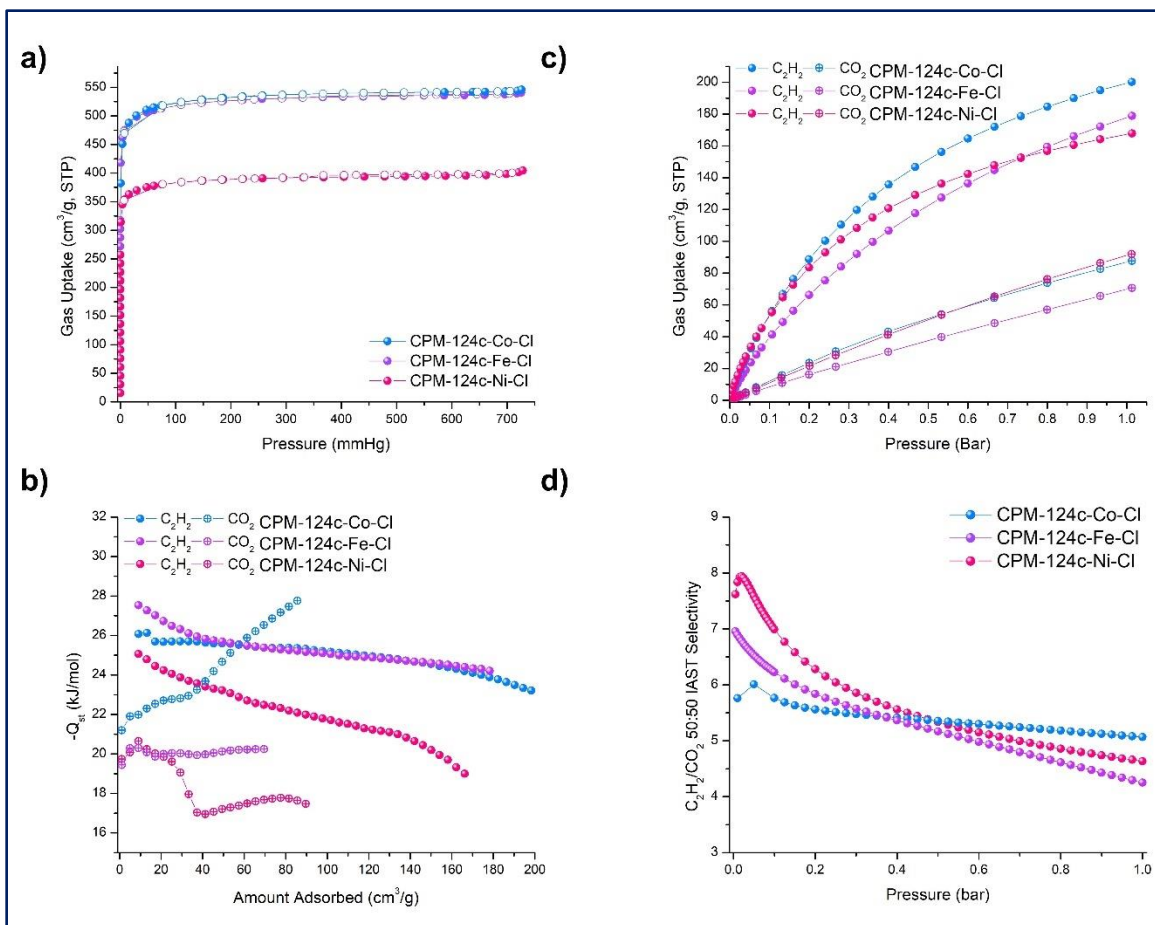 a)
Gas Uptake (cm³/g, STP)
550
500
450
400
350
300
250
200
150
100
50
0
0 100 200 300 400 500 600 700
Pressure (mmHg)
CPM-124c-Co-Cl
CPM-124c-Fe-Cl
CPM-124c-Ni-Cl
c)
C₂H₂ CO₂ CPM-124c-Co-Cl
C₂H₂ CO₂ CPM-124c-Fe-Cl
C₂H₂ CO₂ CPM-124c-Ni-Cl
Gas Uptake (cm³/g, STP)
200
180
160
140
120
100
80
60
40
20
0
0.0 0.1 0.2 0.3 0.4 0.5 0.6 0.7 0.8 0.9 1.0
Pressure (Bar)
b)
C₂H₂ CO₂ CPM-124c-Co-Cl
C₂H₂ CO₂ CPM-124c-Fe-Cl
C₂H₂ CO₂ CPM-124c-Ni-Cl
-Qst (kJ/mol)
32
30
28
26
24
22
20
18
16
0 20 40 60 80 100 120 140 160 180 200
Amount Adsorbed (cm³/g)
d)
CPM-124c-Co-Cl
CPM-124c-Fe-Cl
CPM-124c-Ni-Cl
C₂H₂/CO₂ 50:50 IAST Selectivity
9
8
7
6
5
4
3
0.0 0.2 0.4 0.6 0.8 1.0
Pressure (bar)